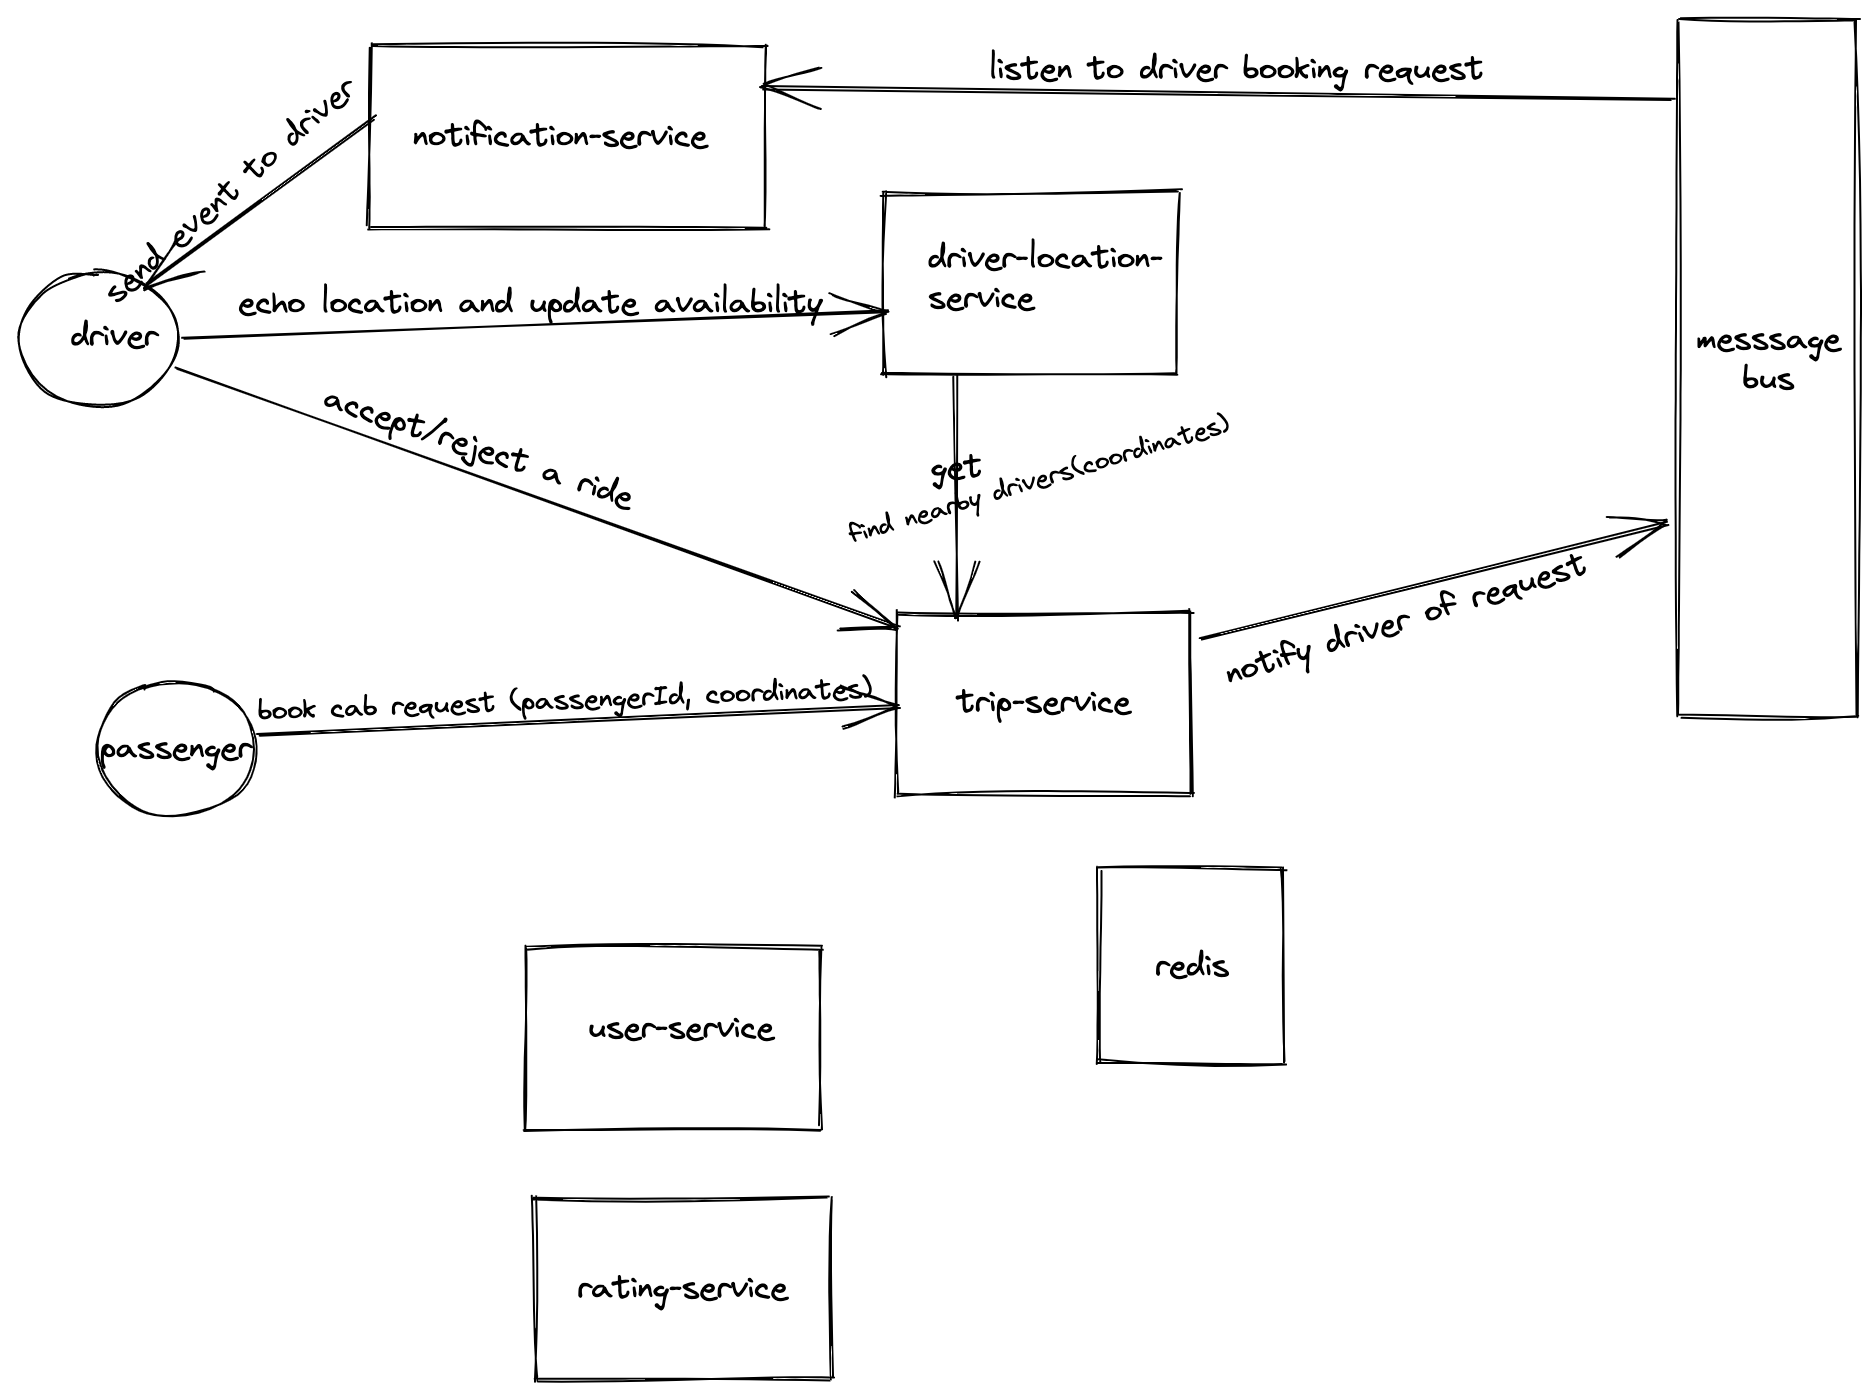 listen to driver booking request
notification-service
send event to driver
driver-location-
service
echo location and update availability
driver
messsage
bus
accept/reject a ride
get
find nearby drivers(coordinates)
notify driver of request
book cab request (passengerId, coordinates)
trip-service
passenger
redis
user-service
rating-service